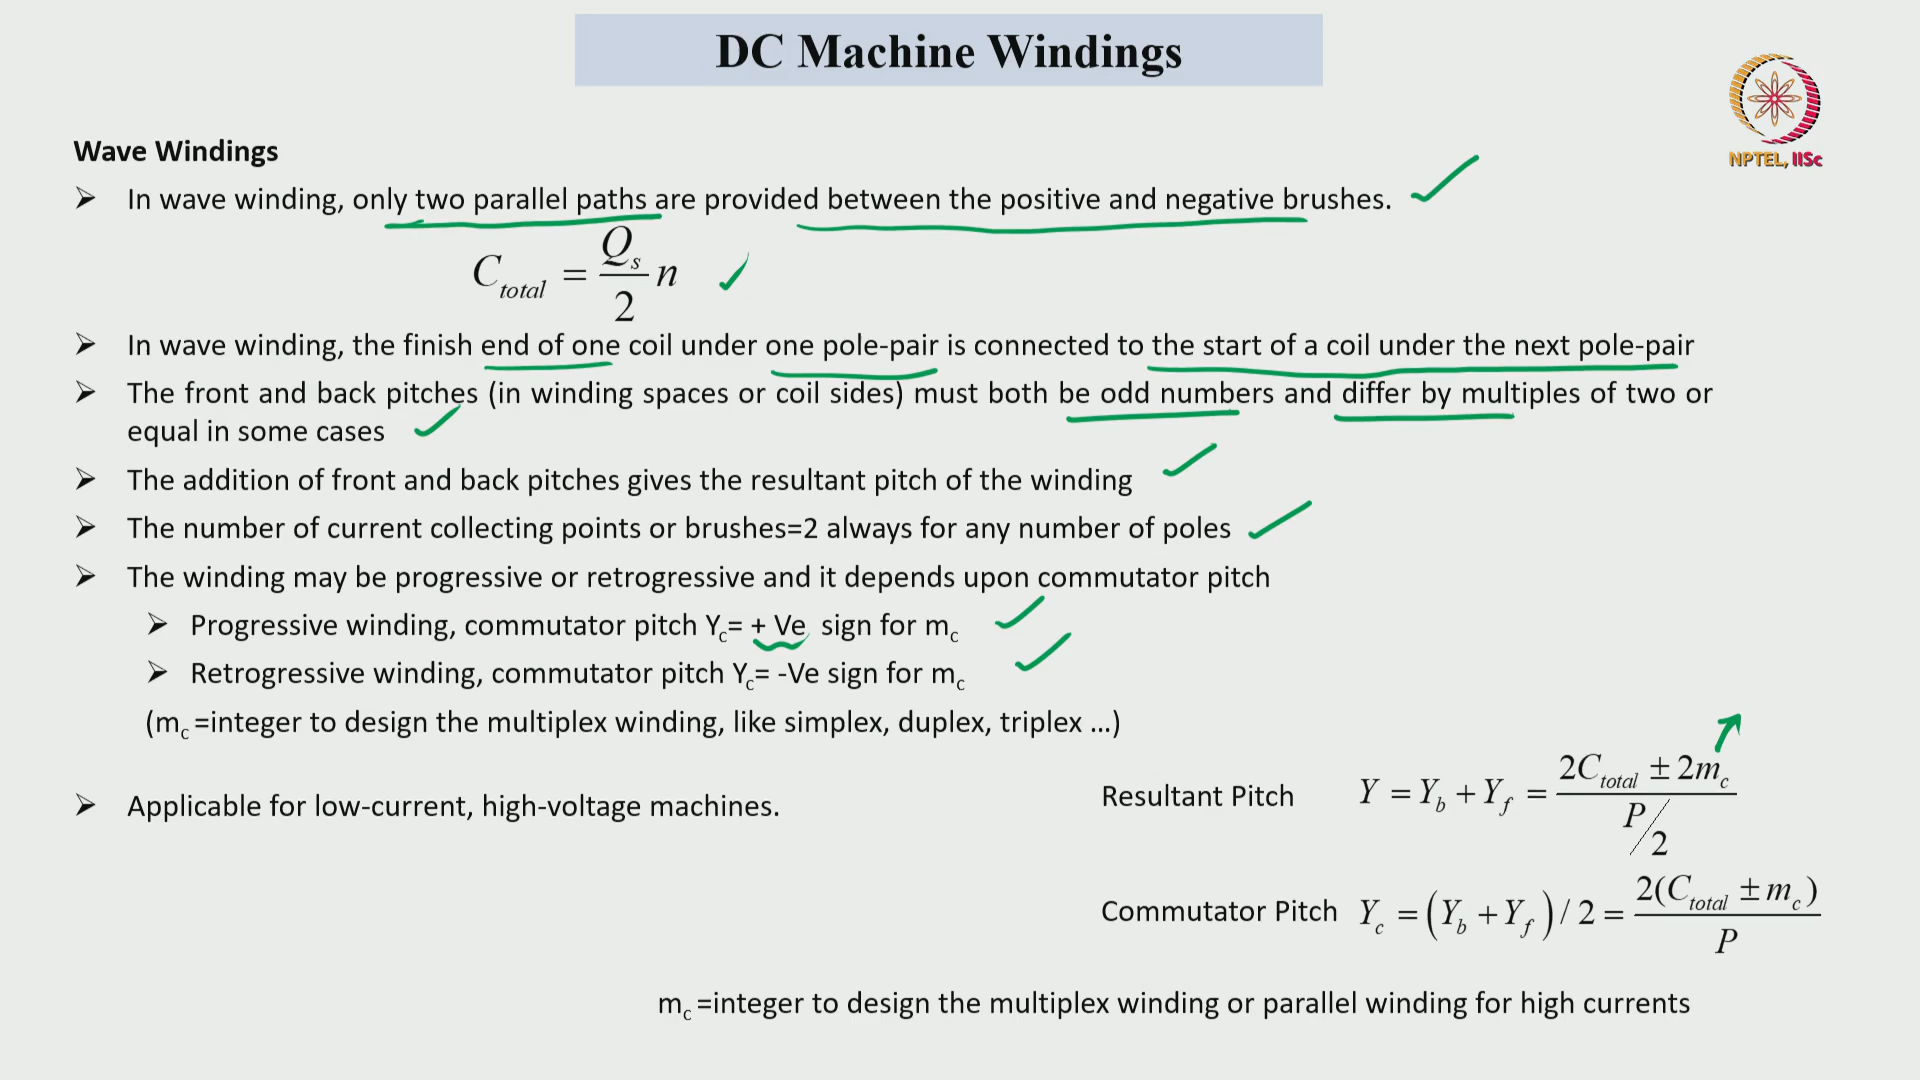 DC Machine Windings
NPTEL, IISc
Wave Windings
➢ In wave winding, only two parallel paths are provided between the positive and negative brushes.
C_total = Q_s/2 n
➢ In wave winding, the finish end of one coil under one pole-pair is connected to the start of a coil under the next pole-pair
➢ The front and back pitches (in winding spaces or coil sides) must both be odd numbers and differ by multiples of two or
equal in some cases
➢ The addition of front and back pitches gives the resultant pitch of the winding
➢ The number of current collecting points or brushes=2 always for any number of poles
➢ The winding may be progressive or retrogressive and it depends upon commutator pitch
➢ Progressive winding, commutator pitch Y_c= + Ve sign for m_c
➢ Retrogressive winding, commutator pitch Y_c= -Ve sign for m_c
(m_c =integer to design the multiplex winding, like simplex, duplex, triplex ...)
➢ Applicable for low-current, high-voltage machines.
Resultant Pitch Y = Y_b + Y_f = (2C_total ± 2m_c)/(P/2)
Commutator Pitch Y_c = (Y_b + Y_f)/2 = 2(C_total ± m_c)/P
m_c =integer to design the multiplex winding or parallel winding for high currents